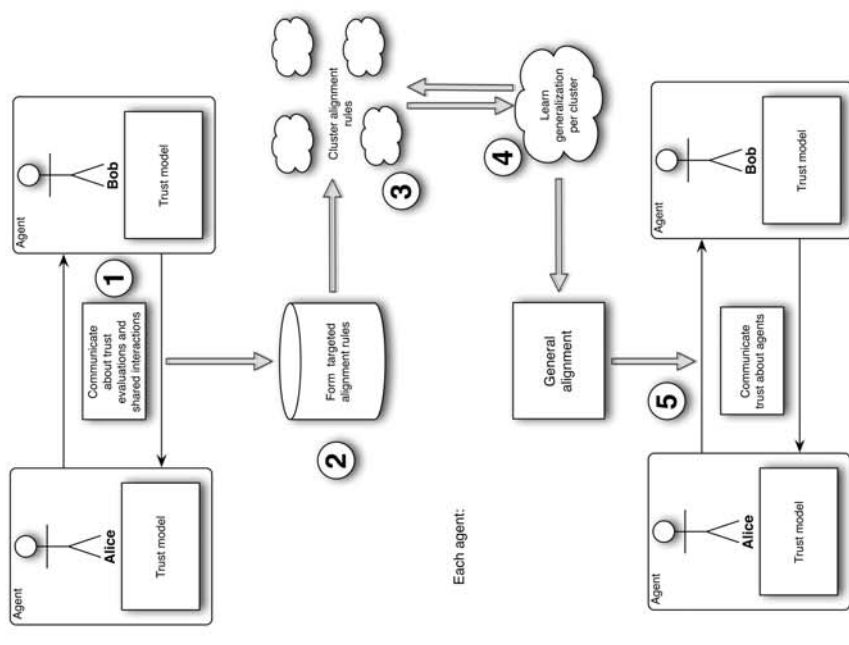 Agent
Alice
Trust model
Communicate
about trust
evaluations and
shared interactions
1
Agent
Bob
Trust model
2
Form targeted
alignment rules
3
Cluster alignment
rules
Each agent:
4
Learn
generalization
per cluster
General
alignment
5
Agent
Alice
Trust model
Communicate
trust about agents
Agent
Bob
Trust model